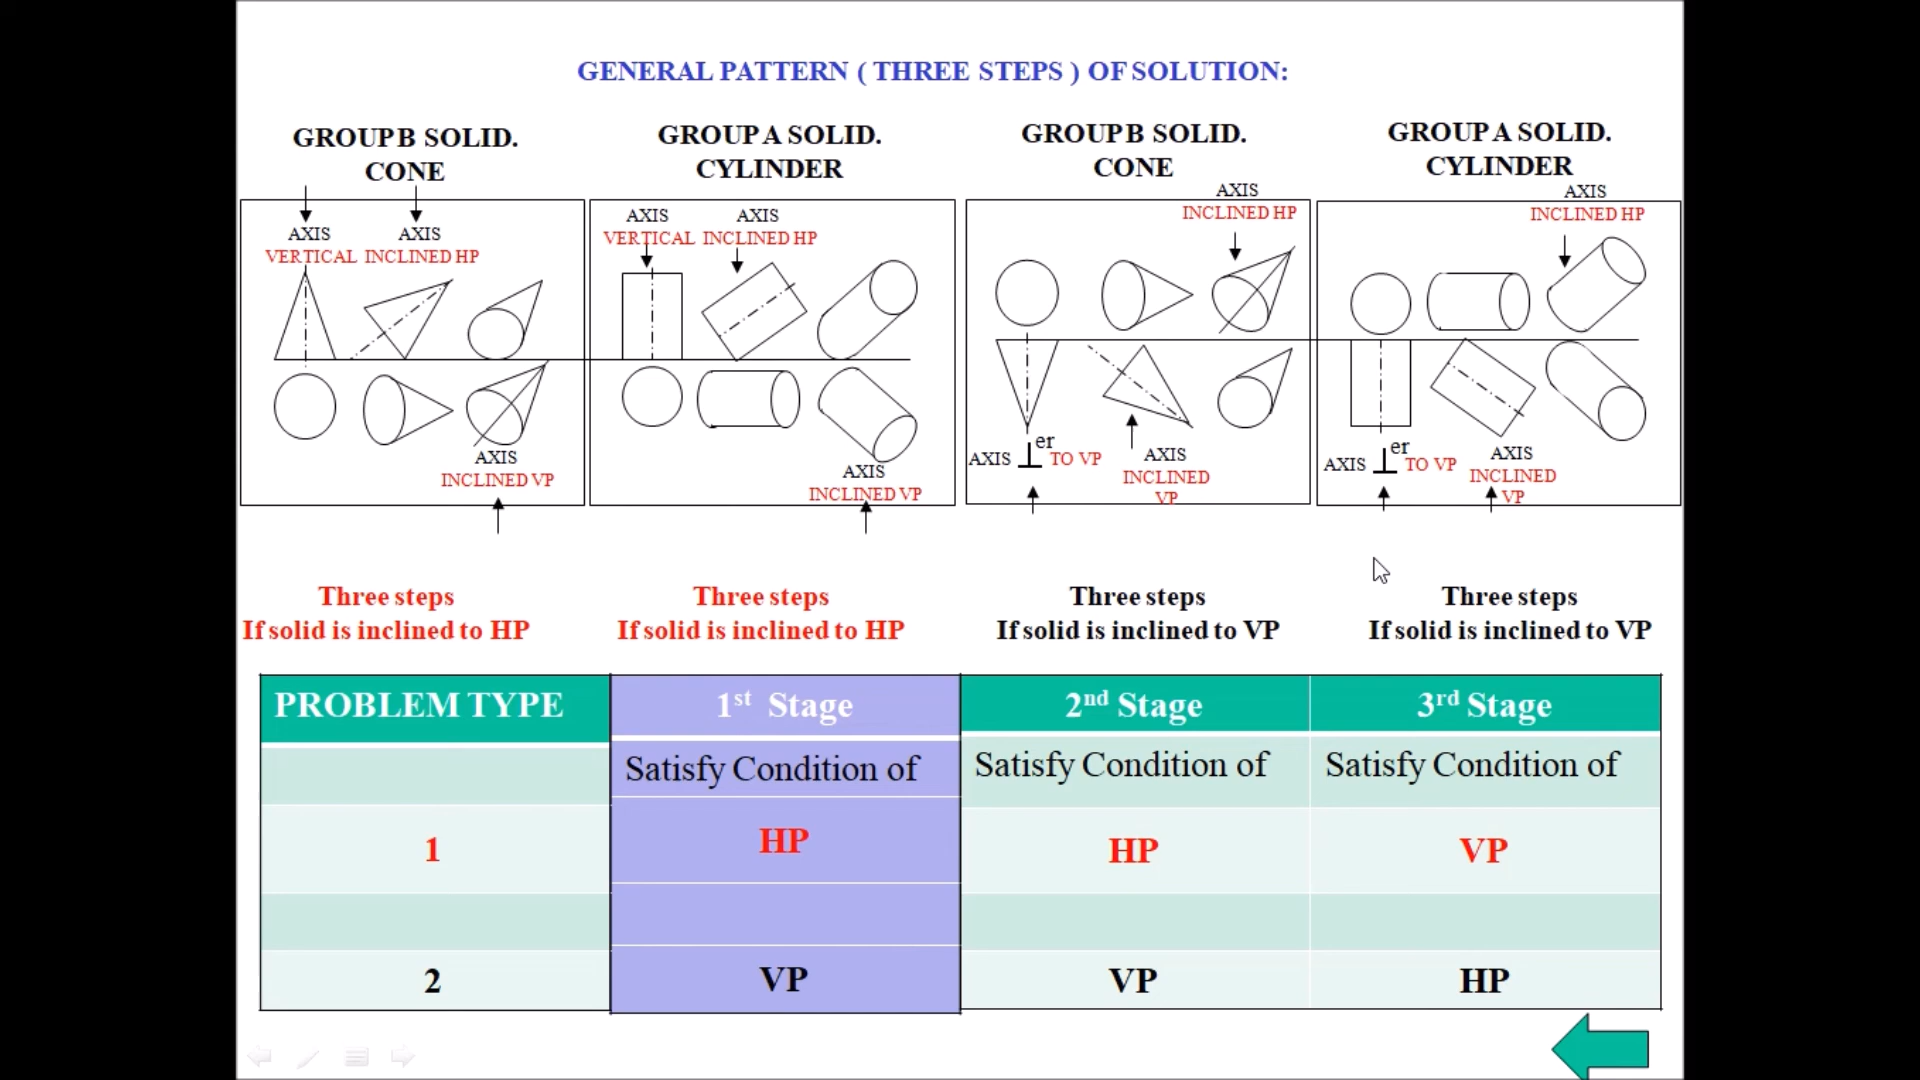 GENERAL PATTERN ( THREE STEPS ) OF SOLUTION:
GROUP B SOLID.
CONE
GROUP A SOLID.
CYLINDER
GROUP B SOLID.
CONE
GROUP A SOLID.
CYLINDER
AXIS
VERTICAL
AXIS
INCLINED HP
AXIS
INCLINED VP
AXIS
VERTICAL
AXIS
INCLINED HP
AXIS
INCLINED VP
AXIS
INCLINED HP
AXIS ⊥er TO VP
AXIS
INCLINED
VP
AXIS
INCLINED HP
AXIS ⊥er TO VP
AXIS
INCLINED
VP
Three steps
If solid is inclined to HP
Three steps
If solid is inclined to HP
Three steps
If solid is inclined to VP
Three steps
If solid is inclined to VP
PROBLEM TYPE 1st Stage 2nd Stage 3rd Stage
Satisfy Condition of Satisfy Condition of Satisfy Condition of
1 HP HP VP
2 VP VP HP